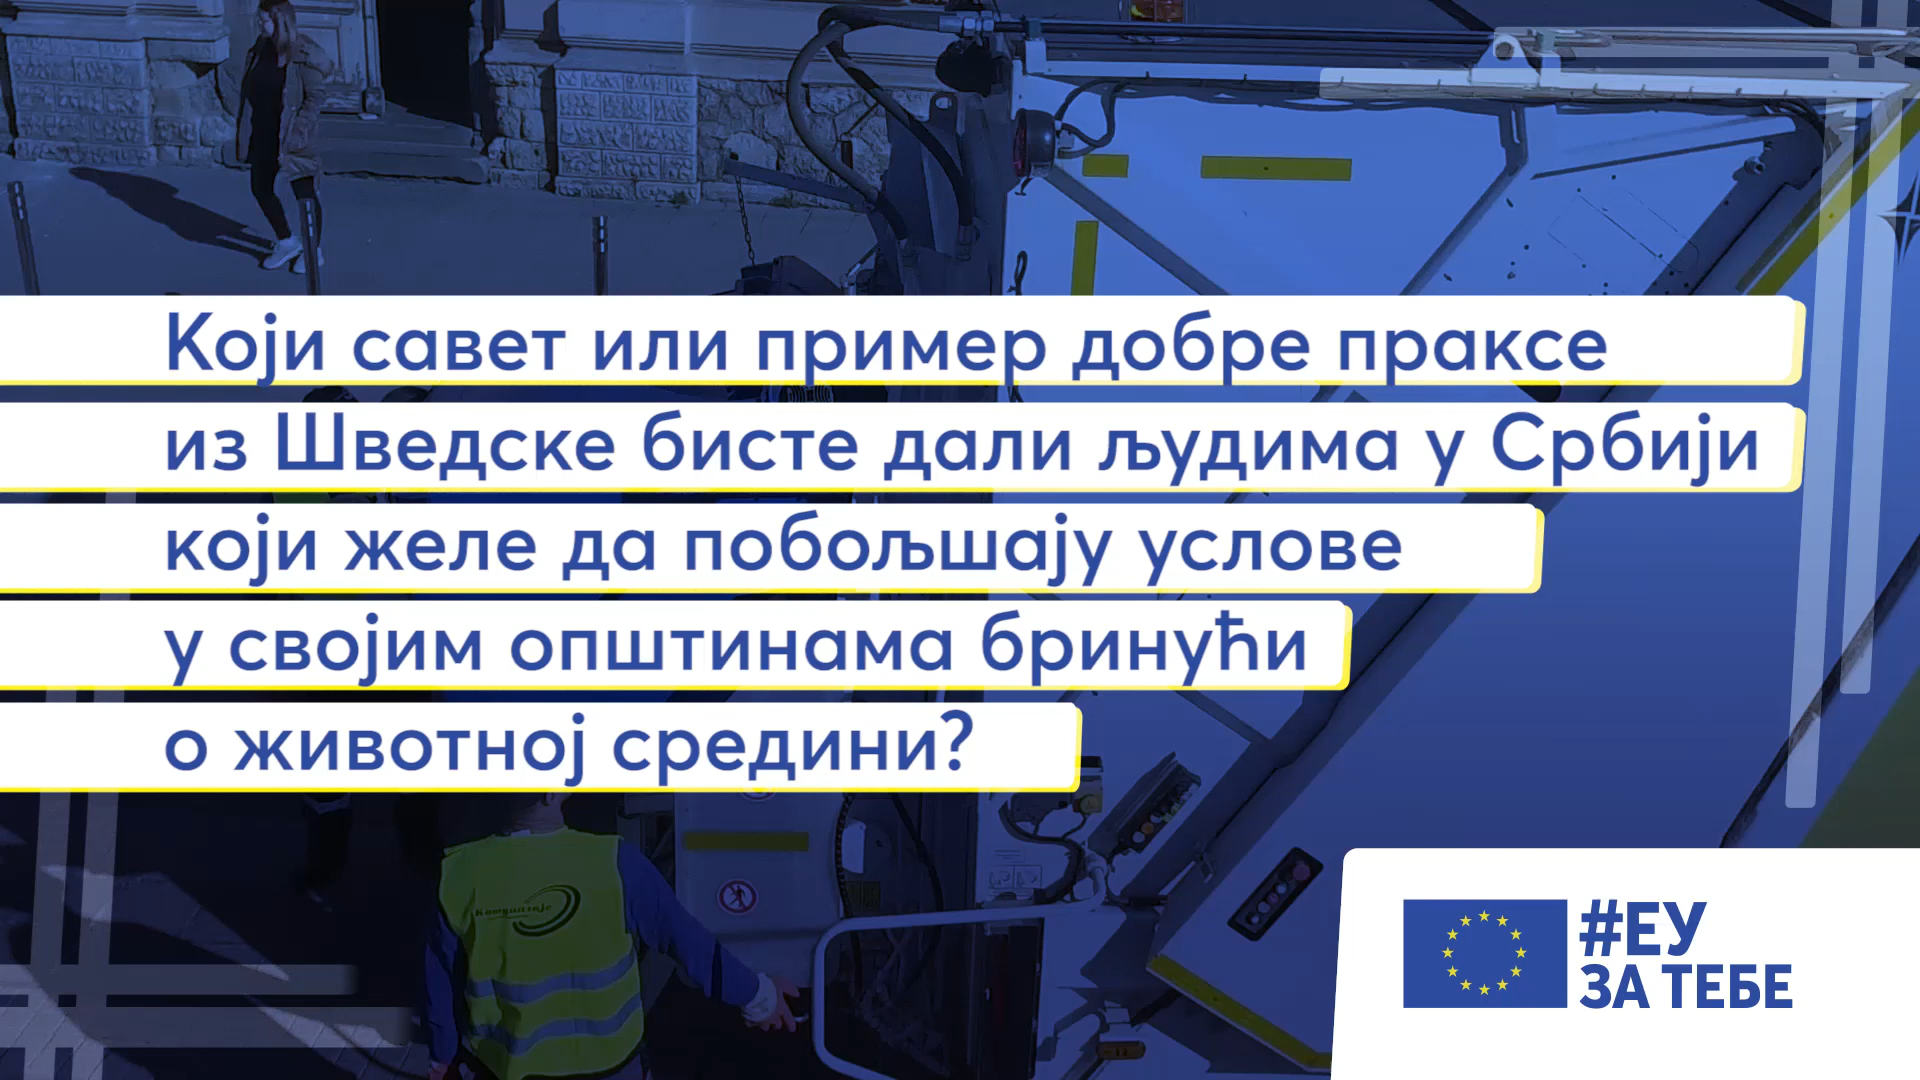 Који савет или пример добре праксе
из Шведске бисте дали људима у Србији
који желе да побољшају услове
у својим општинама бринући
о животној средини?
#ЕУ
ЗА ТЕБЕ